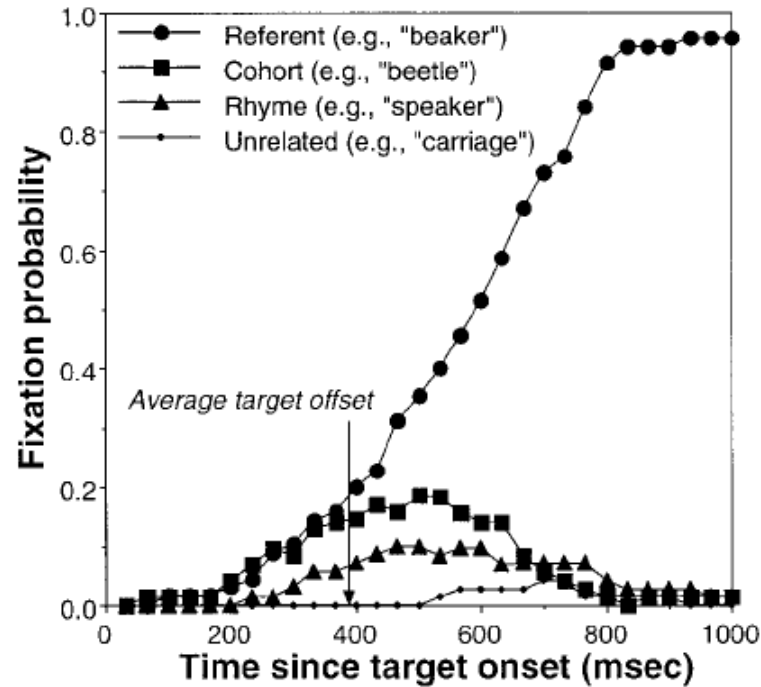 1.0
Referent (e.g., "beaker")
Cohort (e.g., "beetle")
Rhyme (e.g., "speaker")
Unrelated (e.g., "carriage")
0.8
0.6
0.4
Average target offset
0.2
0.0
Fixation probability
0 200 400 600 800 1000
Time since target onset (msec)